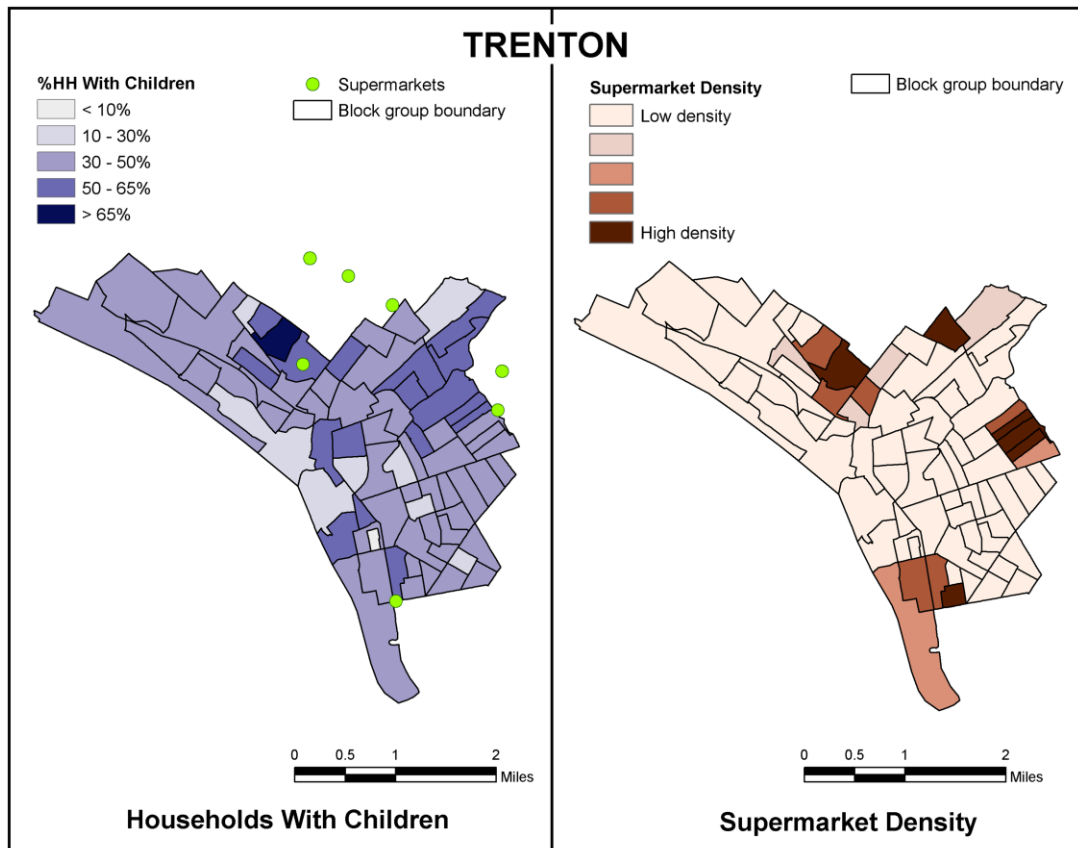 TRENTON
%HH With Children
< 10%
10 - 30%
30 - 50%
50 - 65%
> 65%
Supermarkets
Block group boundary
0 0.5 1 2
Miles
Households With Children
Supermarket Density
Low density
High density
Block group boundary
0 0.5 1 2
Miles
Supermarket Density